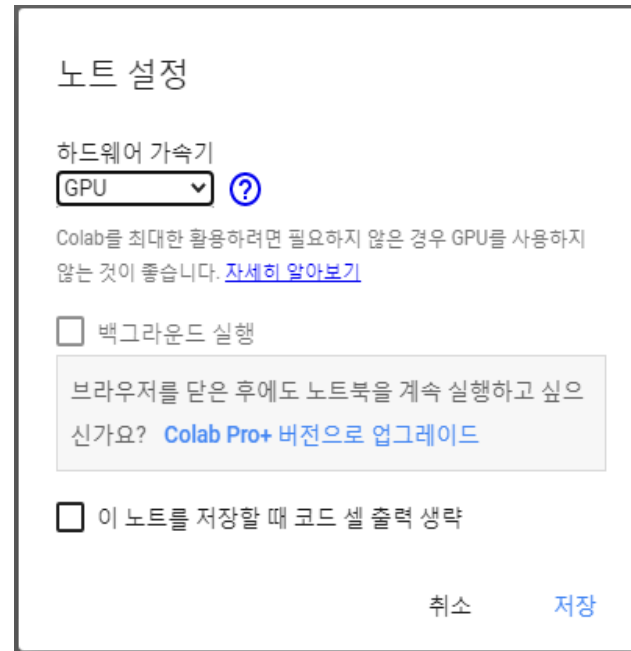 노트 설정
하드웨어 가속기
GPU
Colab를 최대한 활용하려면 필요하지 않은 경우 GPU를 사용하지
않는 것이 좋습니다. 자세히 알아보기
백그라운드 실행
브라우저를 닫은 후에도 노트북을 계속 실행하고 싶으
신가요? Colab Pro+ 버전으로 업그레이드
이 노트를 저장할 때 코드 셀 출력 생략
취소 저장